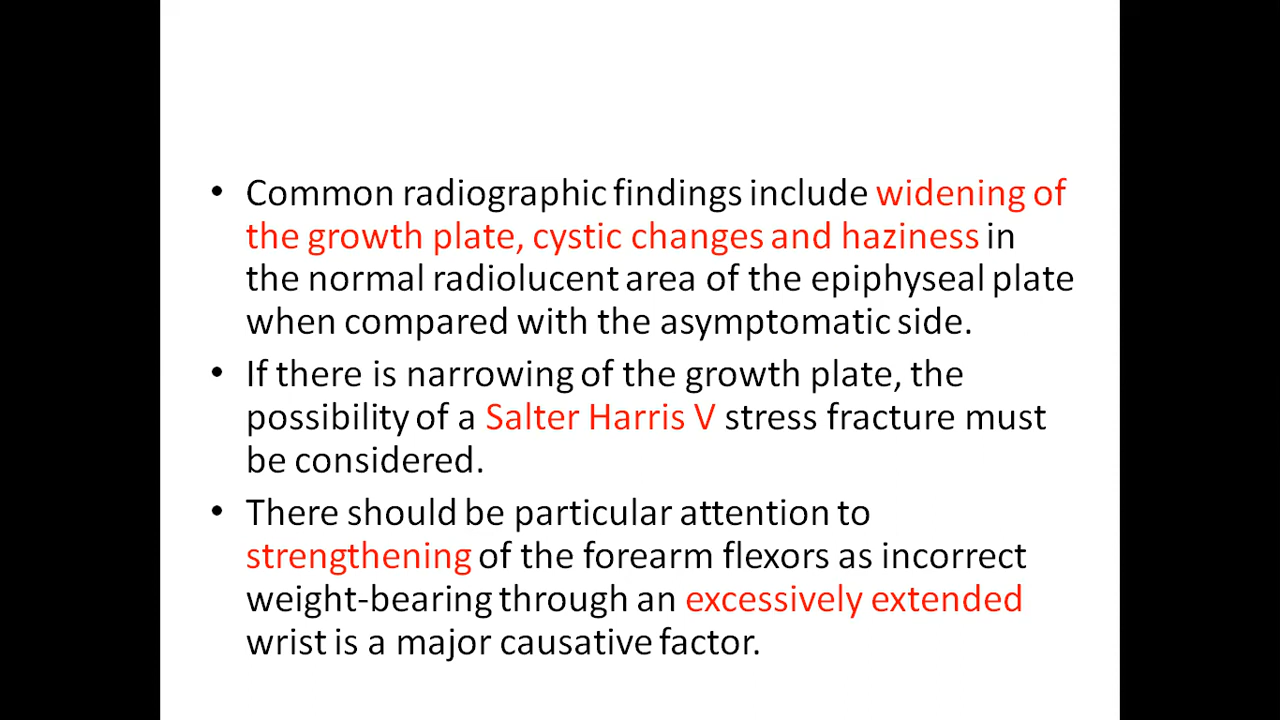 • Common radiographic findings include widening of
the growth plate, cystic changes and haziness in
the normal radiolucent area of the epiphyseal plate
when compared with the asymptomatic side.
• If there is narrowing of the growth plate, the
possibility of a Salter Harris V stress fracture must
be considered.
• There should be particular attention to
strengthening of the forearm flexors as incorrect
weight-bearing through an excessively extended
wrist is a major causative factor.